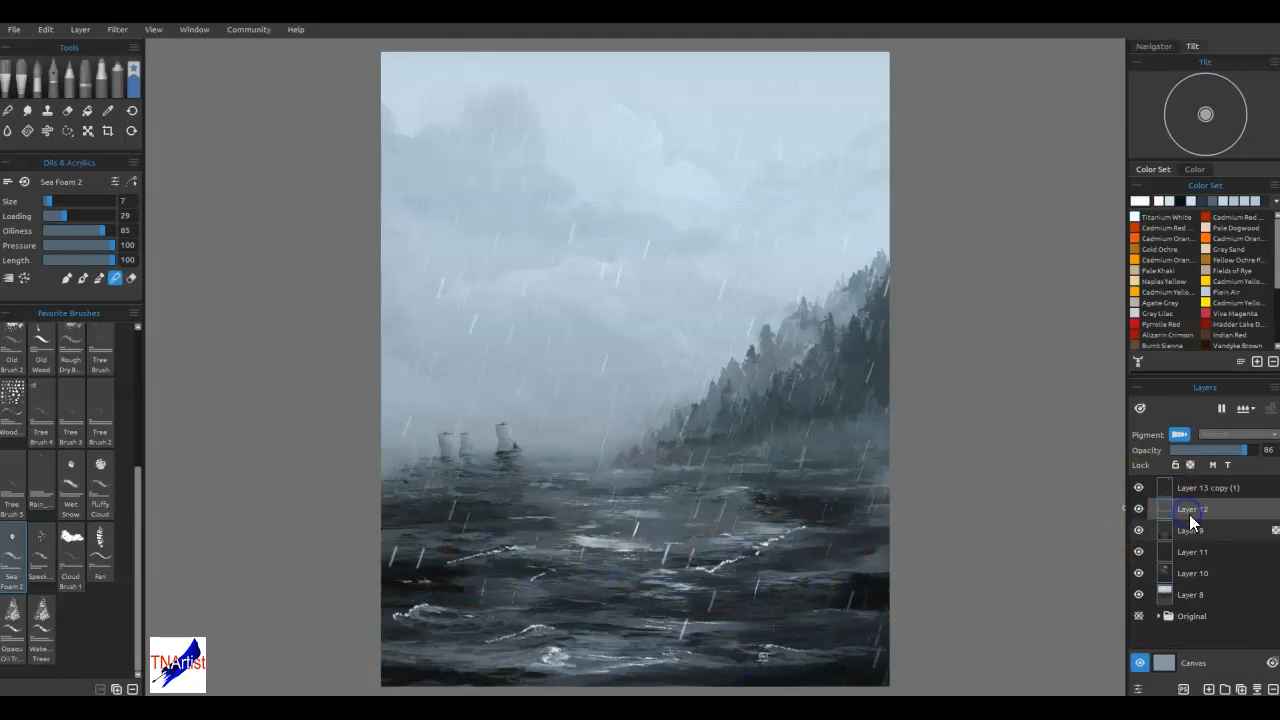 File Edit Layer Filter View Window Community Help
Tools
Oils & Acrylics
Sea Foam 2
Size 7
Loading 29
Oiliness 85
Pressure 100
Length 100
Favorite Brushes
Old Brush 2
Old Wood
Rough Dry B...
Tree Brush
Wood...
Tree Brush 4
Tree Brush 3
Tree Brush 2
Tree Brush 5
Rain_...
Wet Snow
fluffy Cloud
Sea Foam 2
Speck...
Cloud Brush 1
Fan
Opaqu Oil Tr...
Wate... Trees
TNArtist
Navigator Tilt
Tilt
Color Set Color
Color Set
Titanium White Cadmium Red ...
Cadmium Red ... Pale Dogwood
Cadmium Oran... Cadmium Oran...
Gold Ochre Gray Sand
Cadmium Oran... Yellow Ochre P...
Pale Khaki Fields of Rye
Naples Yellow Cadmium Yello...
Cadmium Yello... Plein Air
Agate Gray Cadmium Yello...
Gray Lilac Viva Magenta
Pyrrolle Red Madder Lake D...
Alizarin Crimson Indian Red
Burnt Sienna Vandyke Brown
Layers
Pigment Normal
Opacity 86
Lock M T
Layer 13 copy (1)
Layer 12
Layer 9
Layer 11
Layer 10
Layer 8
Original
Canvas
PS